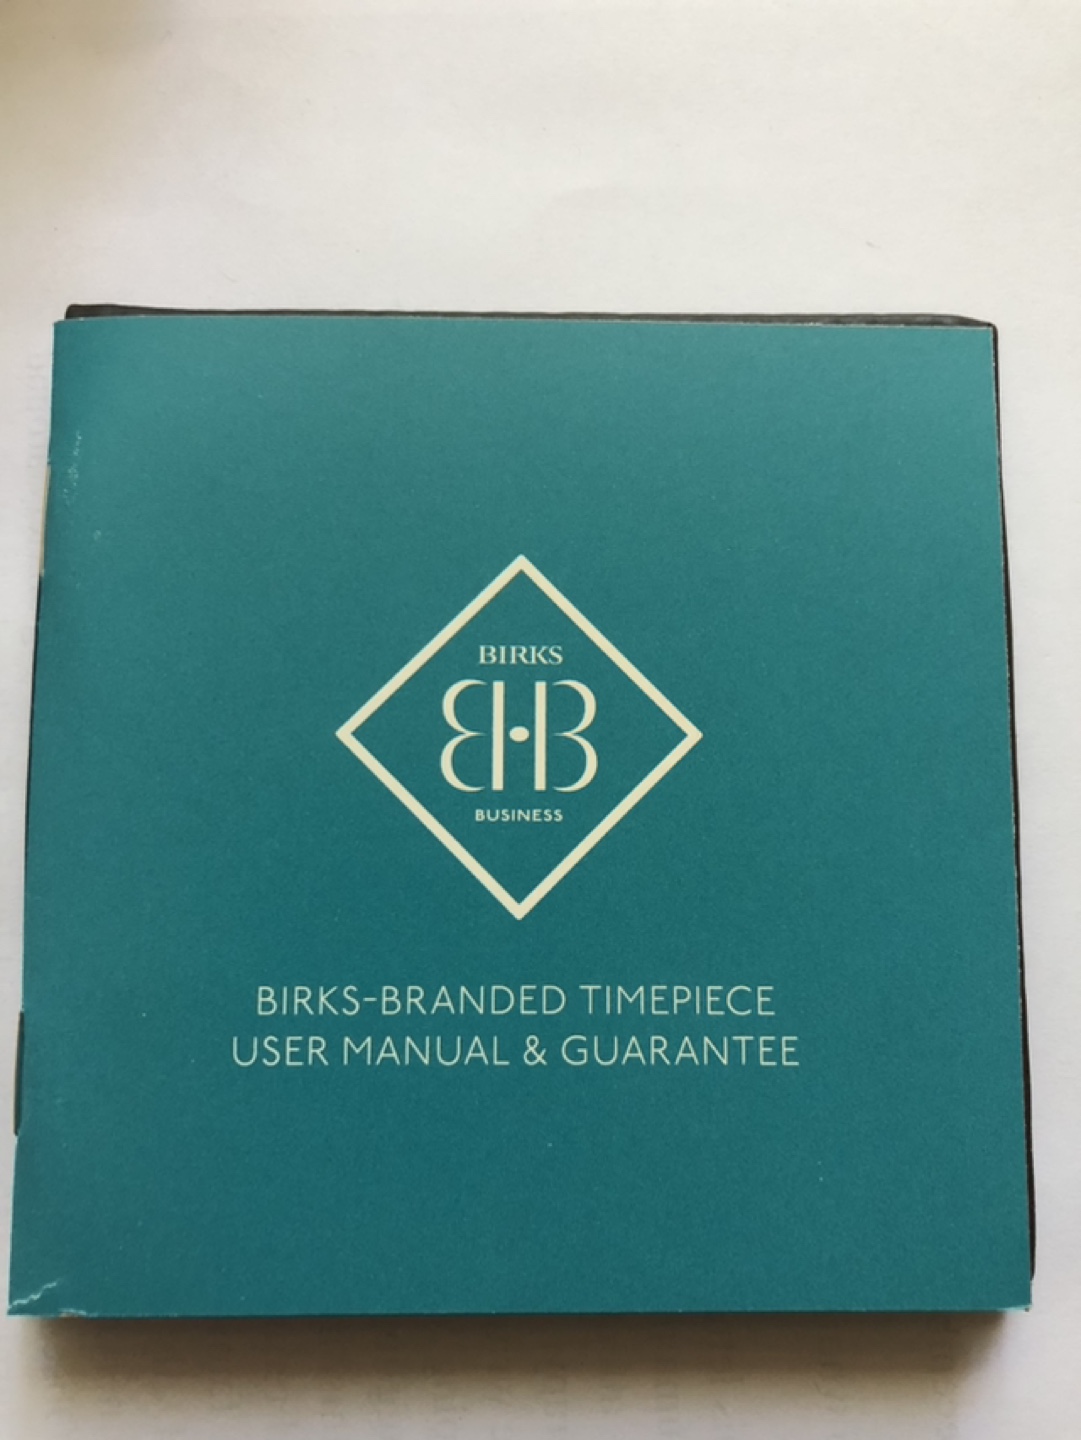 BIRKS
BB
BUSINESS
BIRKS-BRANDED TIMEPIECE
USER MANUAL & GUARANTEE